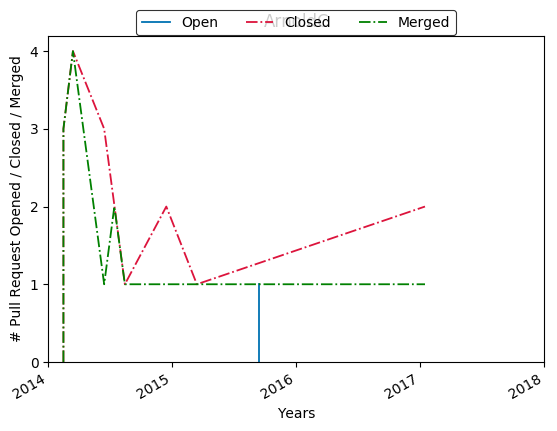 Open Closed Merged
# Pull Request Opened / Closed / Merged
4
3
2
1
0
2014 2015 2016 2017 2018
Years